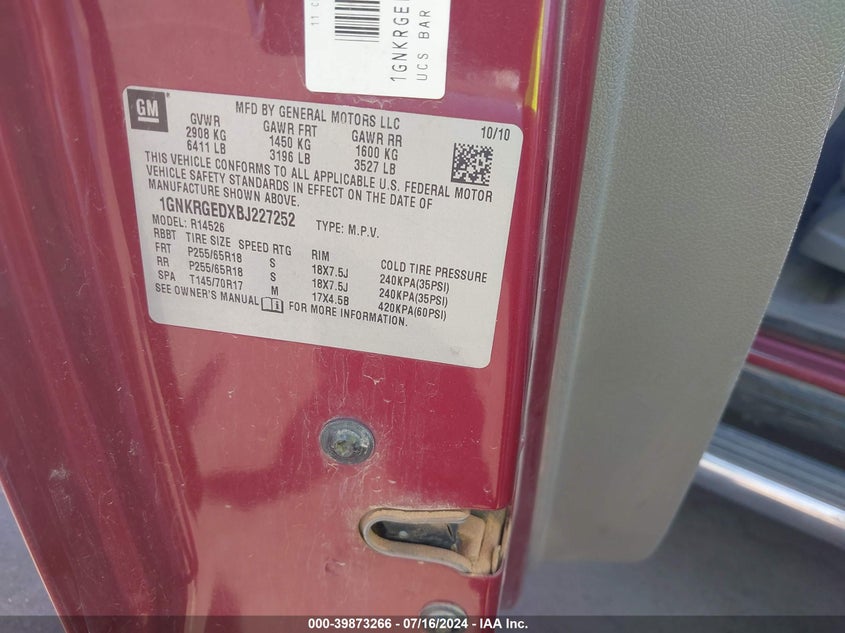 11 C
1GNKRGE
UCS BAR
GM
MFD BY GENERAL MOTORS LLC
10/10
GVWR GAWR FRT GAWR RR
2908 KG 1450 KG 1600 KG
6411 LB 3196 LB 3527 LB
THIS VEHICLE CONFORMS TO ALL APPLICABLE U.S. FEDERAL MOTOR
VEHICLE SAFETY STANDARDS IN EFFECT ON THE DATE OF
MANUFACTURE SHOWN ABOVE.
1GNKRGEDXBJ227252 TYPE: M.P.V.
MODEL: R14526
RBBT TIRE SIZE SPEED RTG RIM COLD TIRE PRESSURE
FRT P255/65R18 S 18X7.5J 240KPA(35PSI)
RR P255/65R18 S 18X7.5J 240KPA(35PSI)
SPA T145/70R17 M 17X4.5B 420KPA(60PSI)
SEE OWNER'S MANUAL FOR MORE INFORMATION.
000-39873266 - 07/16/2024 - IAA Inc.